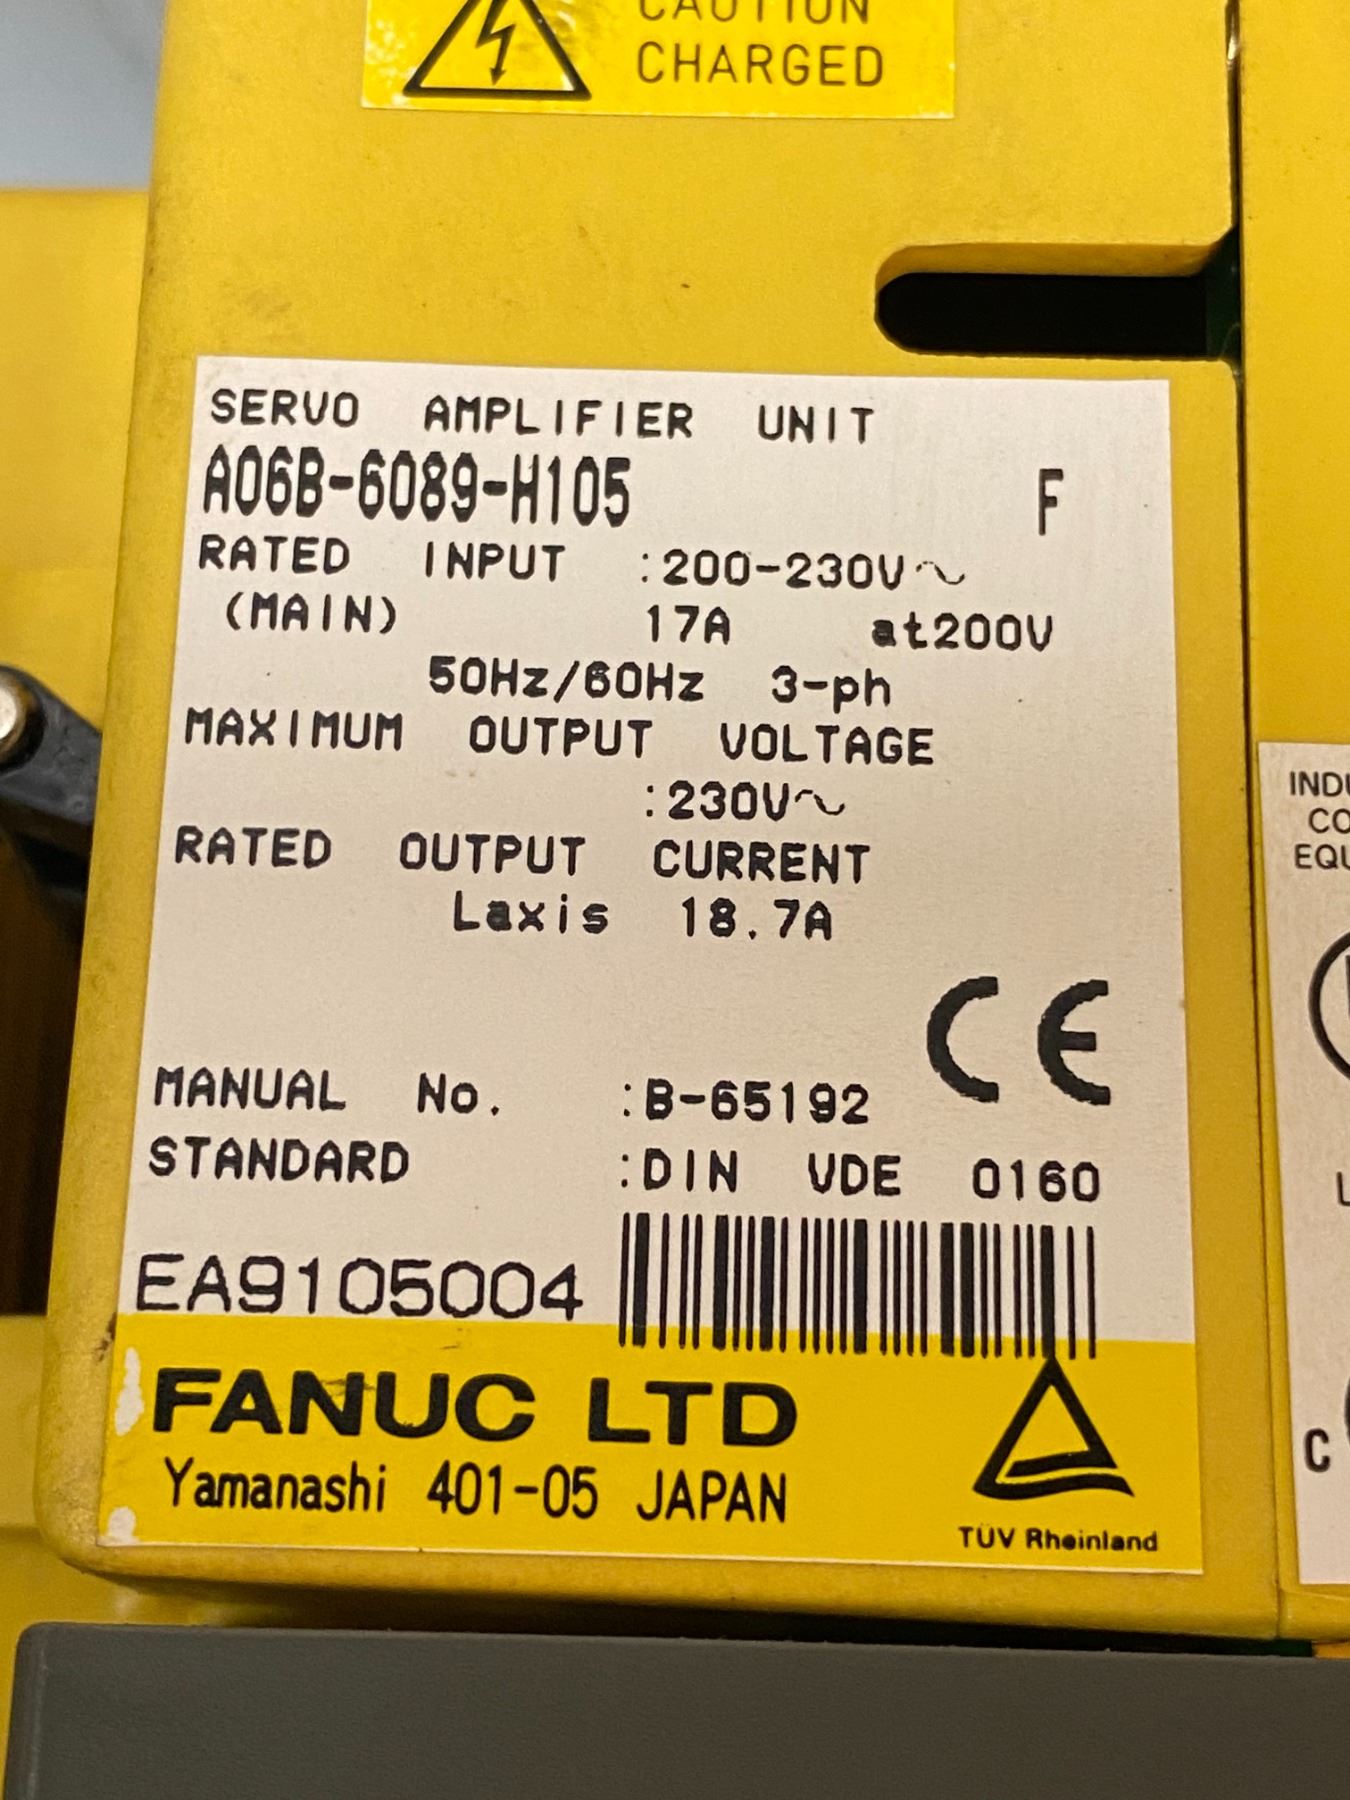 CAUTION
CHARGED
SERVO AMPLIFIER UNIT
A06B-6089-H105 F
RATED INPUT :200-230V~
(MAIN) 17A at200V
50Hz/60Hz 3-ph
MAXIMUM OUTPUT VOLTAGE
:230V~
RATED OUTPUT CURRENT
Laxis 18.7A
CE
MANUAL No. :B-65192
STANDARD :DIN VDE 0160
EA9105004
FANUC LTD
Yamanashi 401-05 JAPAN
TÜV Rheinland
C